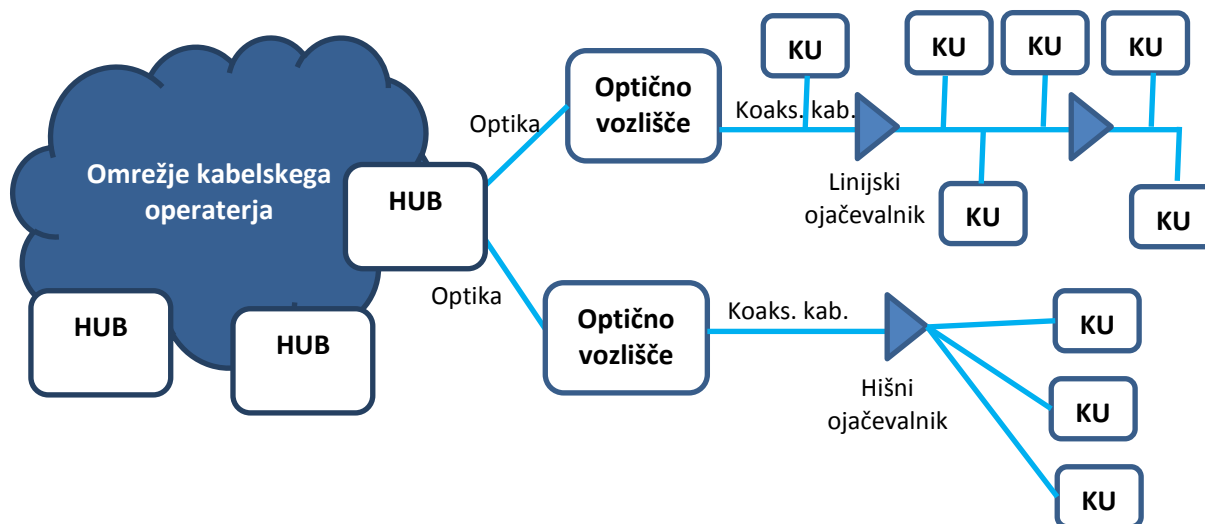 KU
KU
KU
KU
Optično
vozlišče
Optika
Koaks. kab.
Omrežje kabelskega
operaterja
HUB
Linijski
ojačevalnik
KU
KU
Optika
HUB
HUB
Optično
vozlišče
Koaks. kab.
KU
Hišni
ojačevalnik
KU
KU